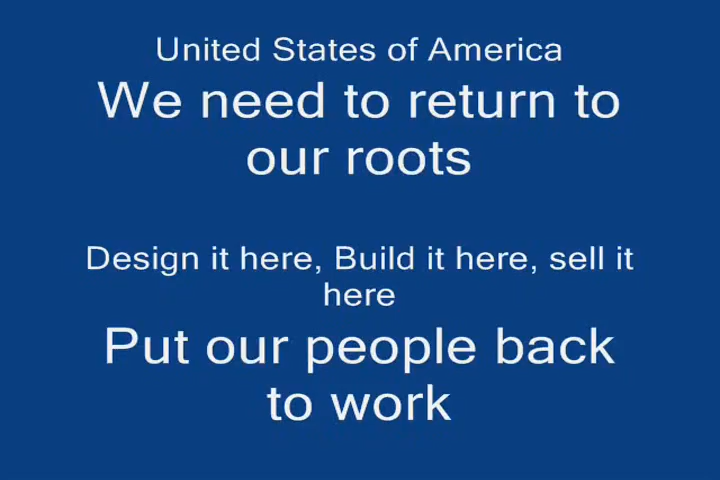 United States of America
We need to return to
our roots
Design it here, Build it here, sell it
here
Put our people back
to work